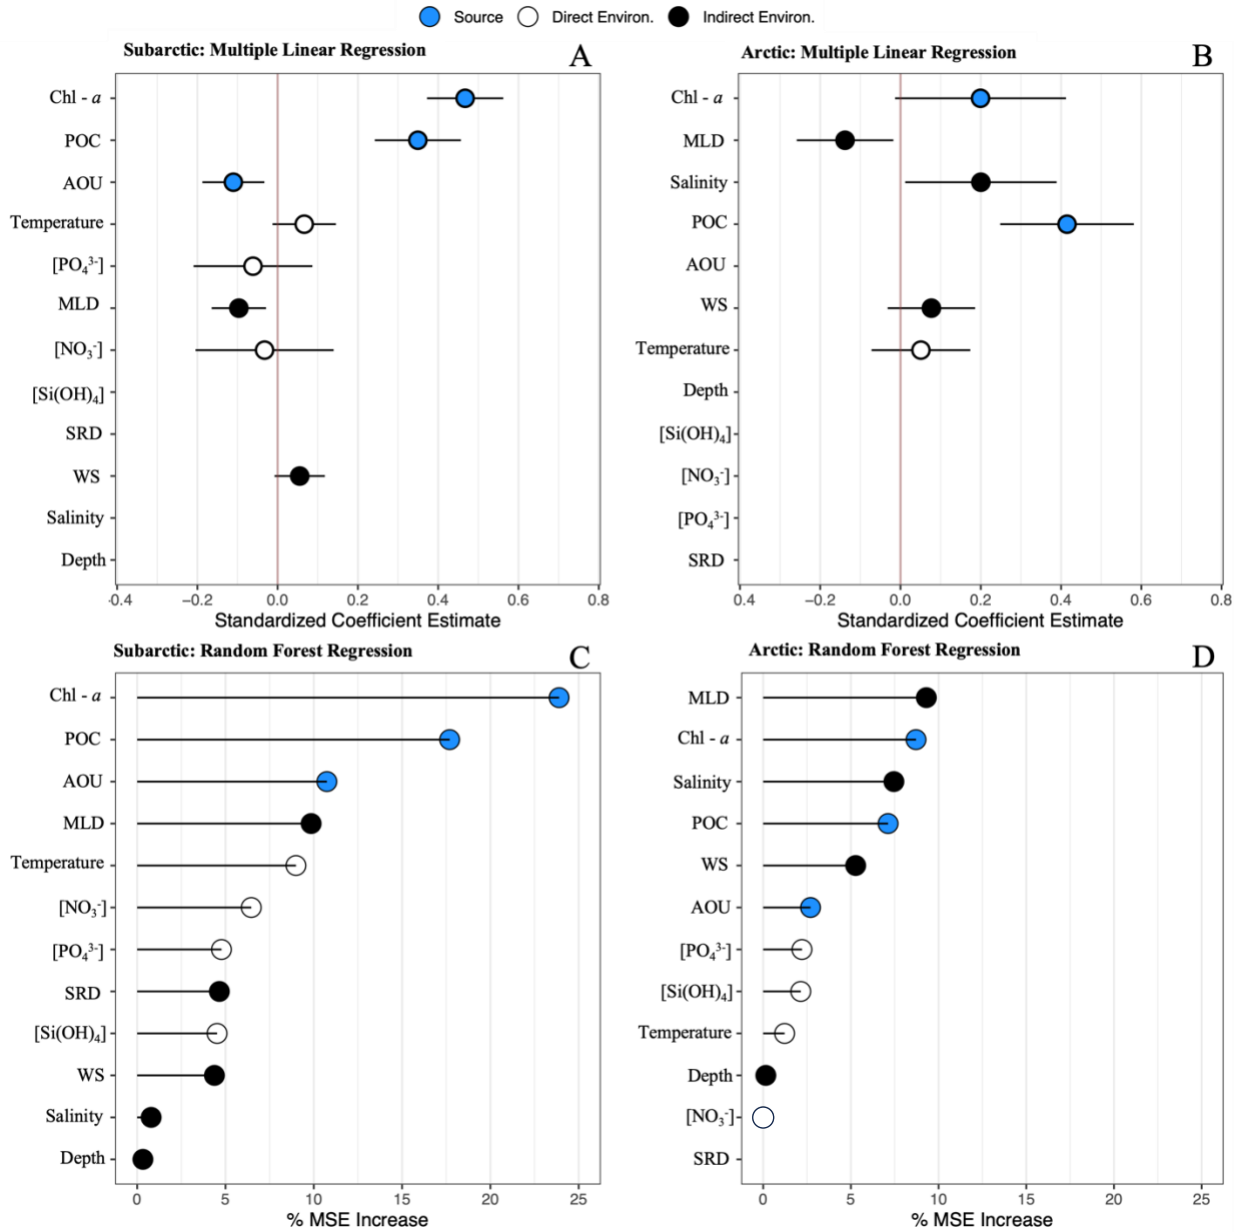 Source Direct Environ. Indirect Environ.
Subarctic: Multiple Linear Regression A
Chl - a
POC
AOU
Temperature
[PO₄³⁻]
MLD
[NO₃⁻]
[Si(OH)₄]
SRD
WS
Salinity
Depth
0.4 −0.2 0.0 0.2 0.4 0.6 0.8
Standardized Coefficient Estimate
Arctic: Multiple Linear Regression B
Chl - a
MLD
Salinity
POC
AOU
WS
Temperature
Depth
[Si(OH)₄]
[NO₃⁻]
[PO₄³⁻]
SRD
0.4 −0.2 0.0 0.2 0.4 0.6 0.8
Standardized Coefficient Estimate
Subarctic: Random Forest Regression C
Chl - a
POC
AOU
MLD
Temperature
[NO₃⁻]
[PO₄³⁻]
SRD
[Si(OH)₄]
WS
Salinity
Depth
0 5 10 15 20 25
% MSE Increase
Arctic: Random Forest Regression D
MLD
Chl - a
Salinity
POC
WS
AOU
[PO₄³⁻]
[Si(OH)₄]
Temperature
Depth
[NO₃⁻]
SRD
0 5 10 15 20 25
% MSE Increase